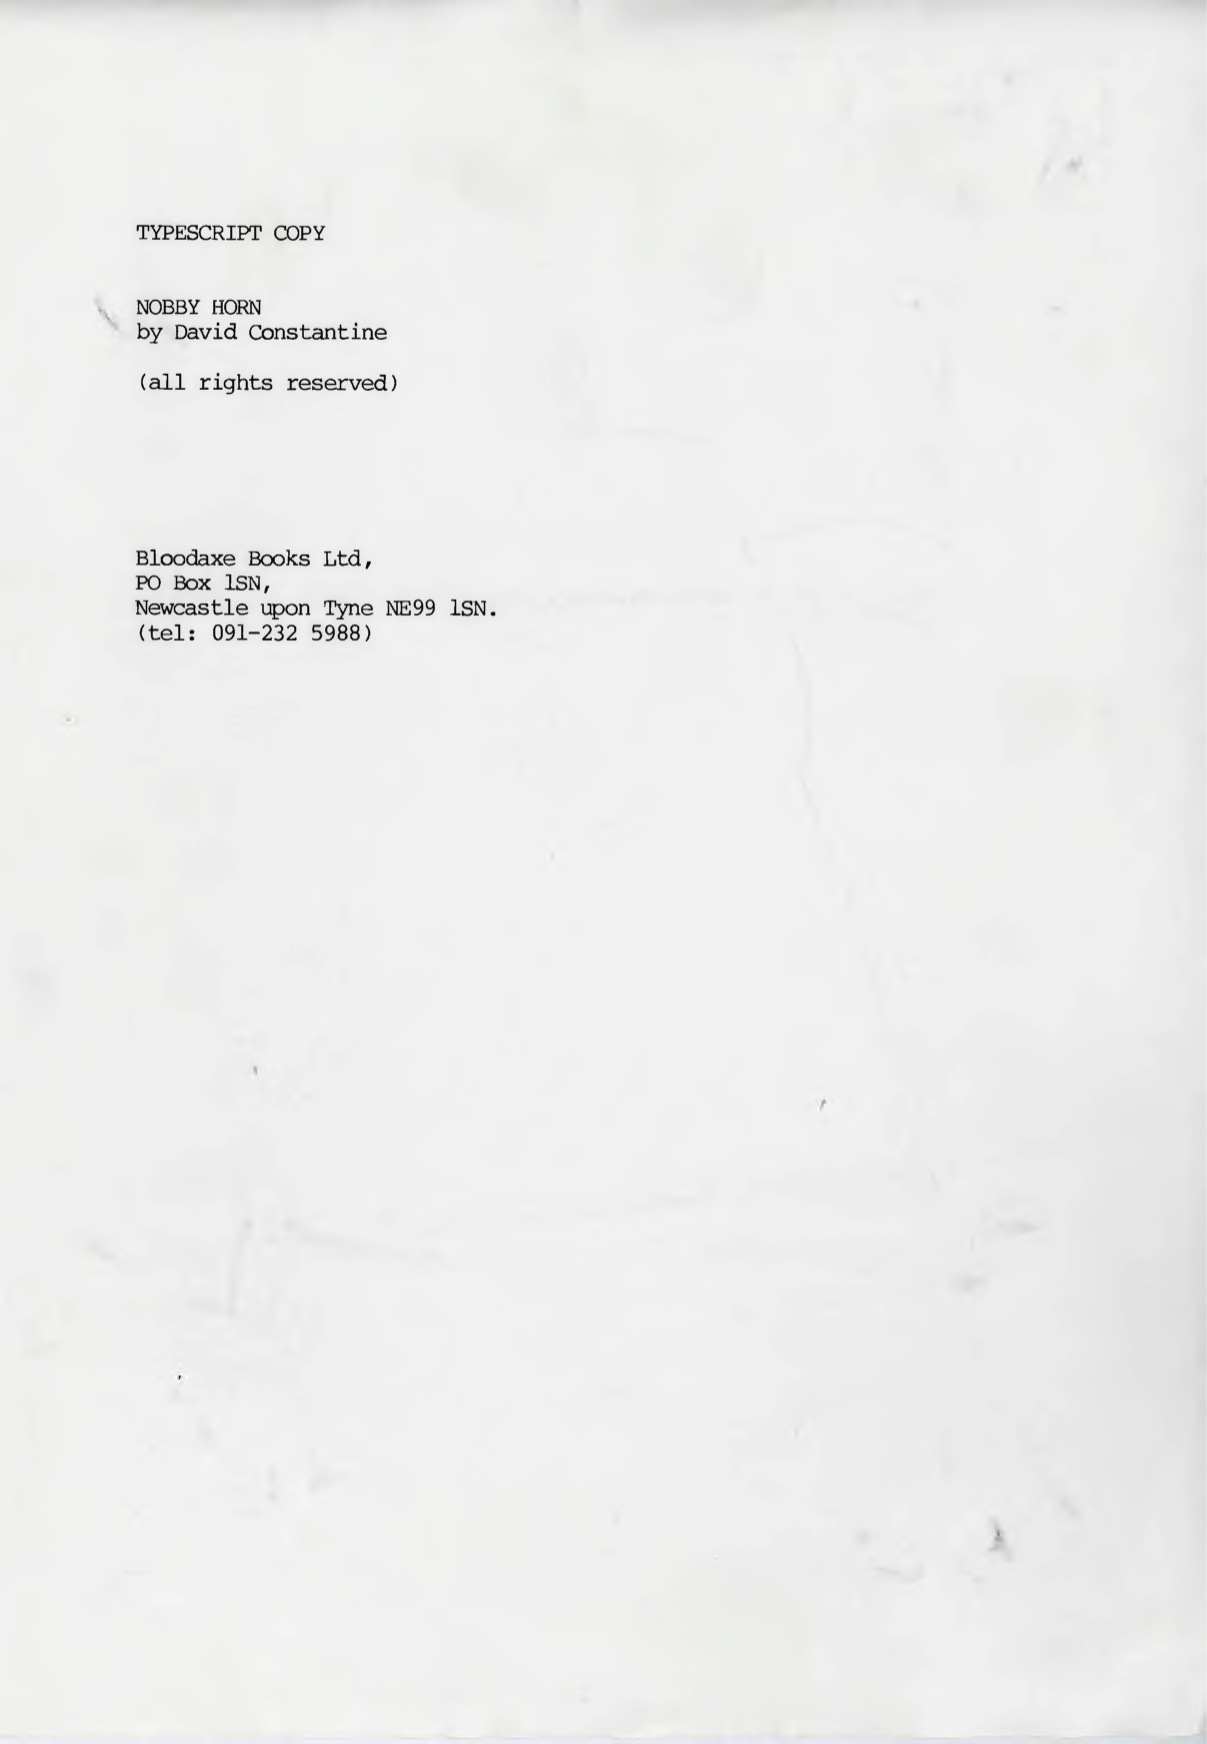 TYPESCRIPT COPY
NOBBY HORN
by David Constantine
(all rights reserved)
Bloodaxe Books Ltd,
PO Box 1SN,
Newcastle upon Tyne NE99 1SN.
(tel: 091-232 5988)